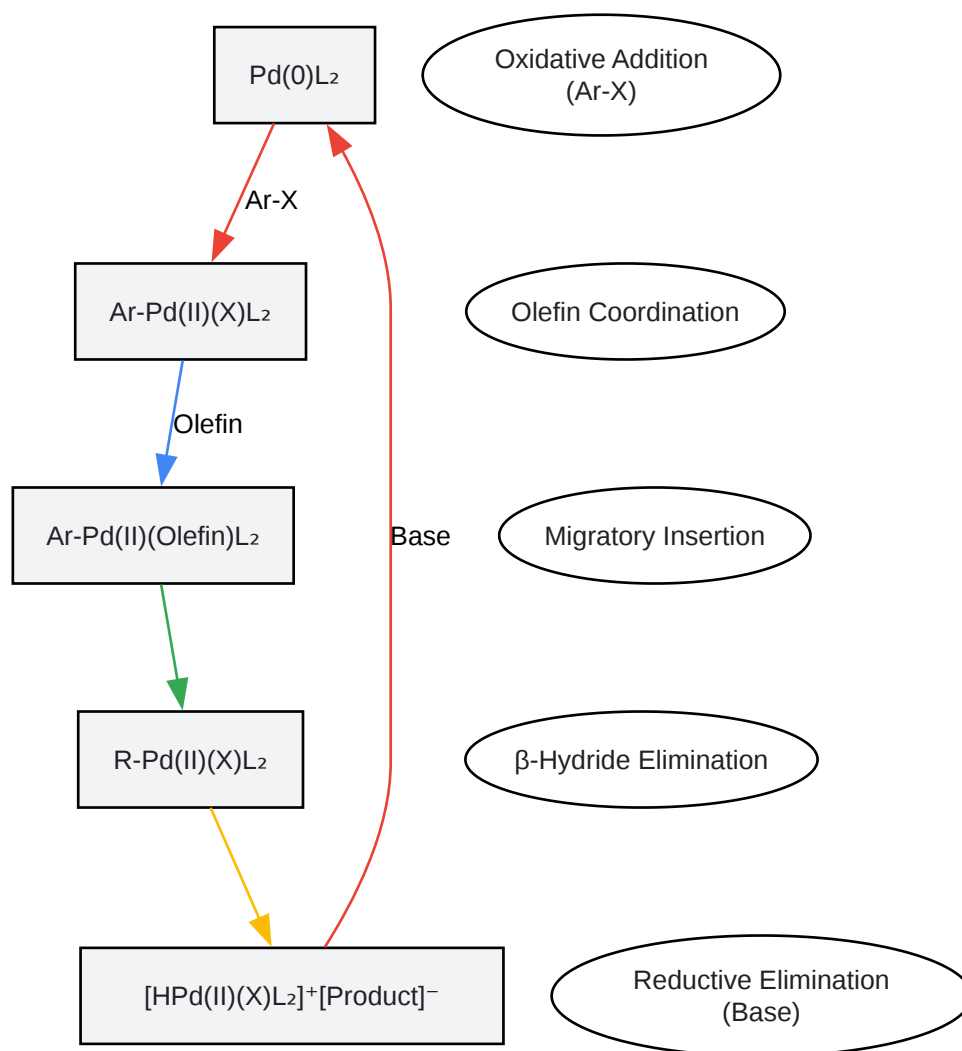 Pd(0)L₂
Oxidative Addition
(Ar-X)
Ar-X
Ar-Pd(II)(X)L₂
Olefin Coordination
Olefin
Ar-Pd(II)(Olefin)L₂
Base
Migratory Insertion
R-Pd(II)(X)L₂
β-Hydride Elimination
[HPd(II)(X)L₂]⁺[Product]⁻
Reductive Elimination
(Base)